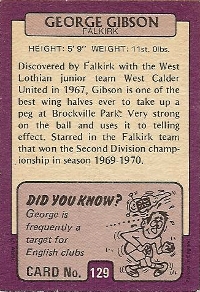 GEORGE GIBSON
FALKIRK
HEIGHT: 5' 9" WEIGHT: 11st. 0lbs.
Discovered by Falkirk with the West
Lothian junior team West Calder
United in 1967, Gibson is one of the
best wing halves ever to take up a
peg at Brockville Park. Very strong
on the ball and uses it to telling
effect. Starred in the Falkirk team
that won the Second Division champ-
ionship in season 1969-1970.
DID YOU KNOW?
George is
frequently a
target for
English clubs
CARD No. 129